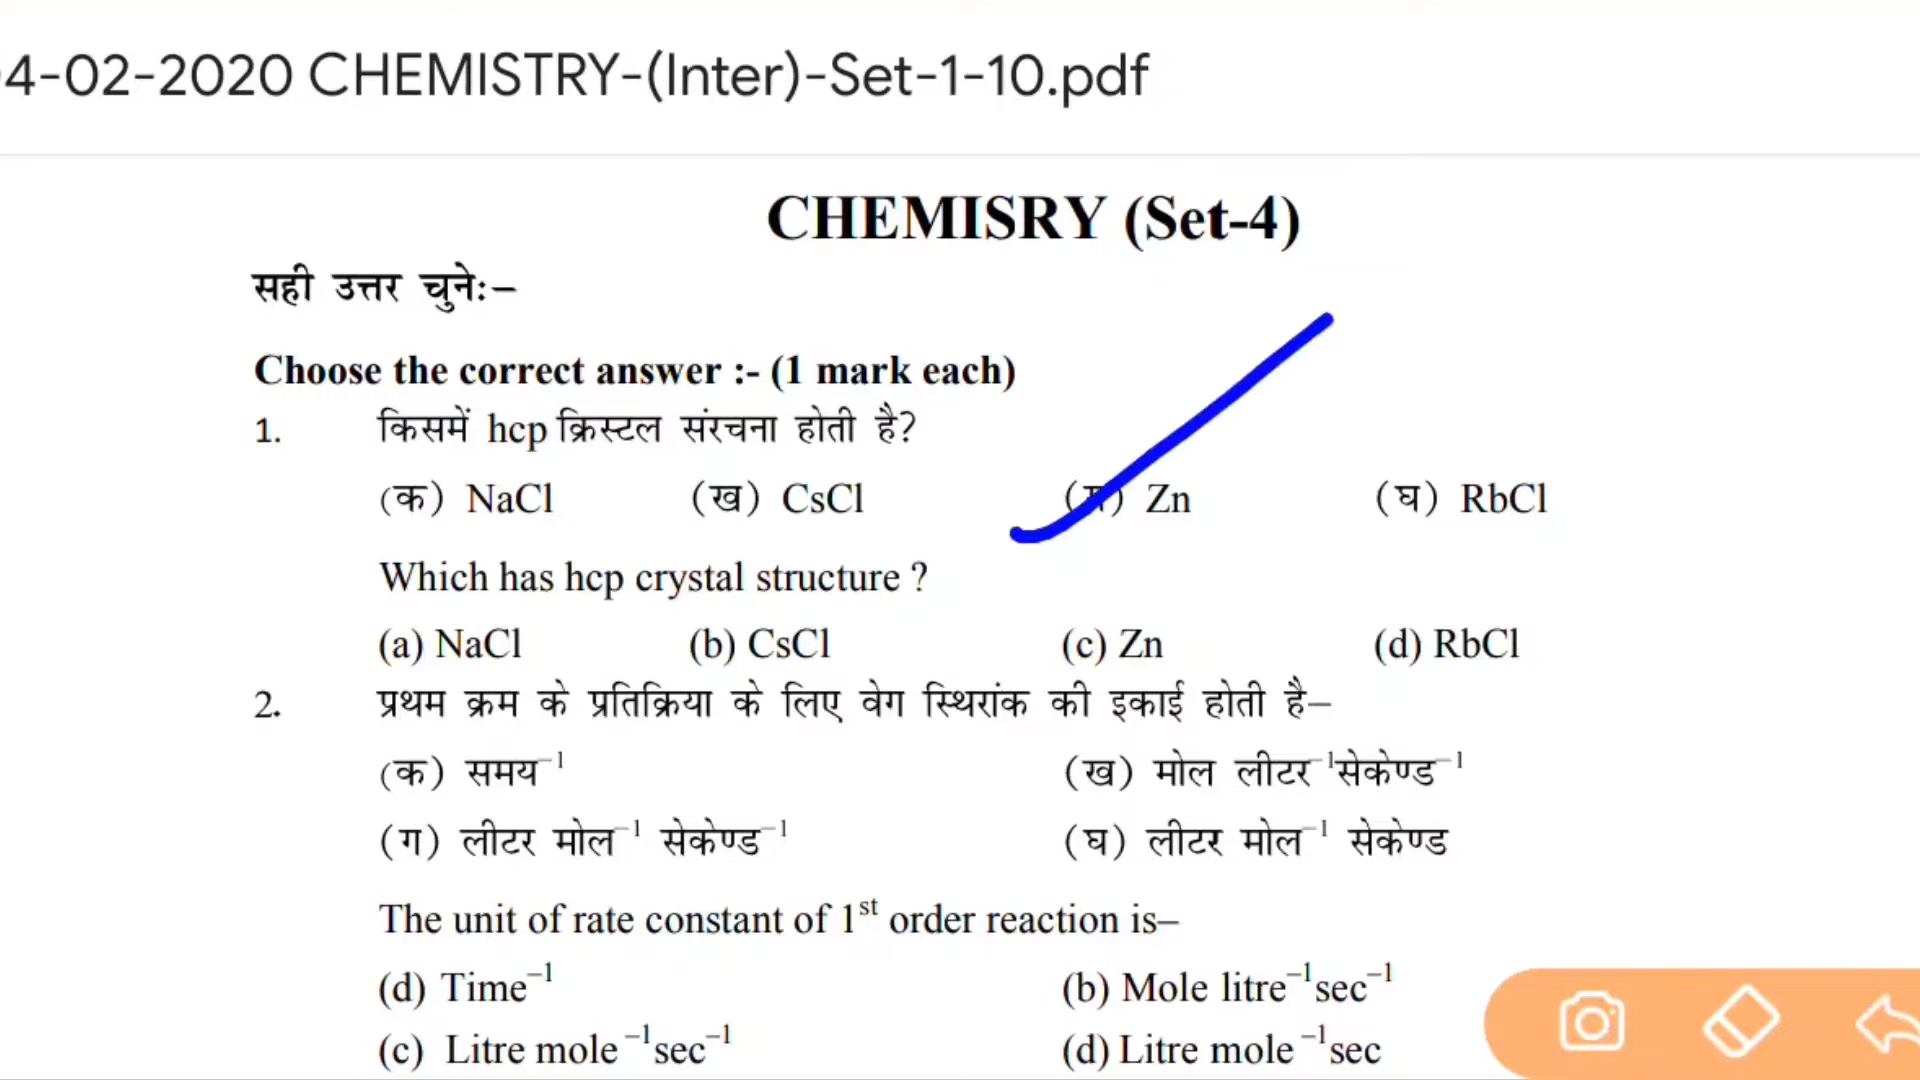 4-02-2020 CHEMISTRY-(Inter)-Set-1-10.pdf
CHEMISRY (Set-4)
सही उत्तर चुनेः–
Choose the correct answer :- (1 mark each)
1. किसमें hcp क्रिस्टल संरचना होती है?
(क) NaCl (ख) CsCl (ग) Zn (घ) RbCl
Which has hcp crystal structure ?
(a) NaCl (b) CsCl (c) Zn (d) RbCl
2. प्रथम क्रम के प्रतिक्रिया के लिए वेग स्थिरांक की इकाई होती है–
(क) समय⁻¹ (ख) मोल लीटर⁻¹सेकेण्ड⁻¹
(ग) लीटर मोल⁻¹ सेकेण्ड⁻¹ (घ) लीटर मोल⁻¹ सेकेण्ड
The unit of rate constant of 1ˢᵗ order reaction is–
(d) Time⁻¹ (b) Mole litre⁻¹sec⁻¹
(c) Litre mole⁻¹sec⁻¹ (d) Litre mole⁻¹sec